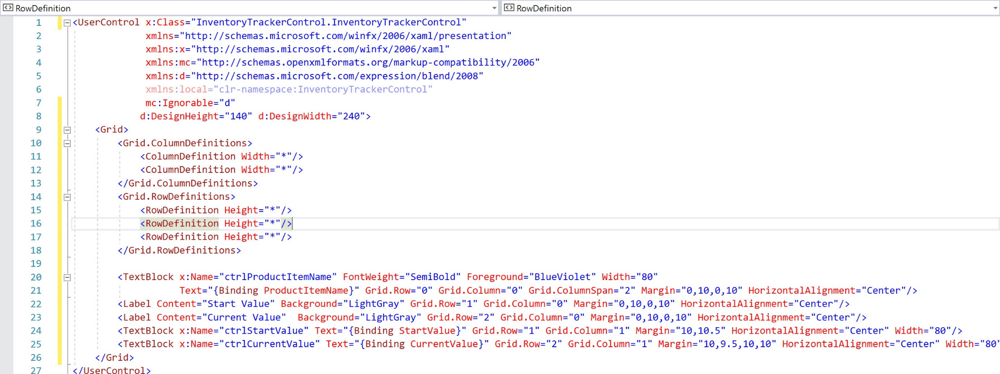 RowDefinition RowDefinition
1 <UserControl x:Class="InventoryTrackerControl.InventoryTrackerControl"
2 xmlns="http://schemas.microsoft.com/winfx/2006/xaml/presentation"
3 xmlns:x="http://schemas.microsoft.com/winfx/2006/xaml"
4 xmlns:mc="http://schemas.openxmlformats.org/markup-compatibility/2006"
5 xmlns:d="http://schemas.microsoft.com/expression/blend/2008"
6 xmlns:local="clr-namespace:InventoryTrackerControl"
7 mc:Ignorable="d"
8 d:DesignHeight="140" d:DesignWidth="240">
9 <Grid>
10 <Grid.ColumnDefinitions>
11 <ColumnDefinition Width="*"/>
12 <ColumnDefinition Width="*"/>
13 </Grid.ColumnDefinitions>
14 <Grid.RowDefinitions>
15 <RowDefinition Height="*"/>
16 <RowDefinition Height="*"/>
17 <RowDefinition Height="*"/>
18 </Grid.RowDefinitions>
19
20 <TextBlock x:Name="ctrlProductItemName" FontWeight="SemiBold" Foreground="BlueViolet" Width="80"
21 Text="{Binding ProductItemName}" Grid.Row="0" Grid.Column="0" Grid.ColumnSpan="2" Margin="0,10,0,10" HorizontalAlignment="Center"/>
22 <Label Content="Start Value" Background="LightGray" Grid.Row="1" Grid.Column="0" Margin="0,10,0,10" HorizontalAlignment="Center"/>
23 <Label Content="Current Value"  Background="LightGray" Grid.Row="2" Grid.Column="0" Margin="0,10,0,10" HorizontalAlignment="Center"/>
24 <TextBlock x:Name="ctrlStartValue" Text="{Binding StartValue}" Grid.Row="1" Grid.Column="1" Margin="10,10.5" HorizontalAlignment="Center" Width="80"/>
25 <TextBlock x:Name="ctrlCurrentValue" Text="{Binding CurrentValue}" Grid.Row="2" Grid.Column="1" Margin="10,9.5,10,10" HorizontalAlignment="Center" Width="80"
26 </Grid>
27 </UserControl>